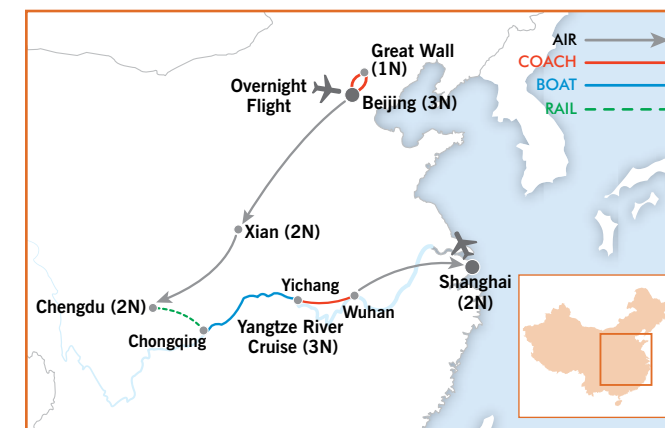 AIR
COACH
BOAT
RAIL
Great Wall
(1N)
Overnight
Flight
Beijing (3N)
Xian (2N)
Chengdu (2N)
Chongqing
Yichang
Wuhan
Yangtze River
Cruise (3N)
Shanghai
(2N)